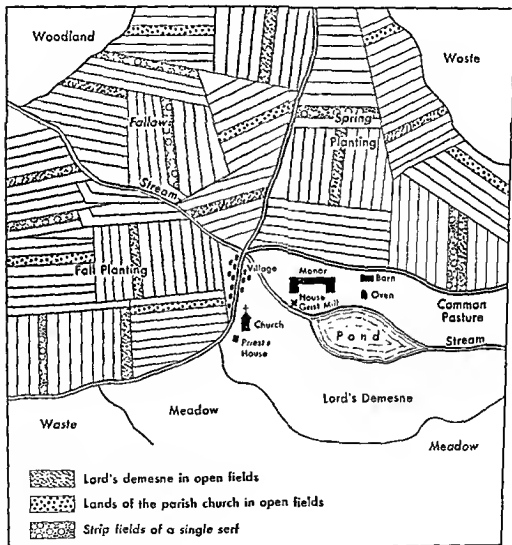 Woodland
Waste
Fallow
Spring
Planting
Stream
Fall Planting
Village
Manor
House
Grist Mill
Barn
Oven
Common
Pasture
Church
Priest's
House
Pond
Stream
Lord's Demesne
Waste
Meadow
Meadow
Lord's demesne in open fields
Lands of the parish church in open fields
Strip fields of a single serf